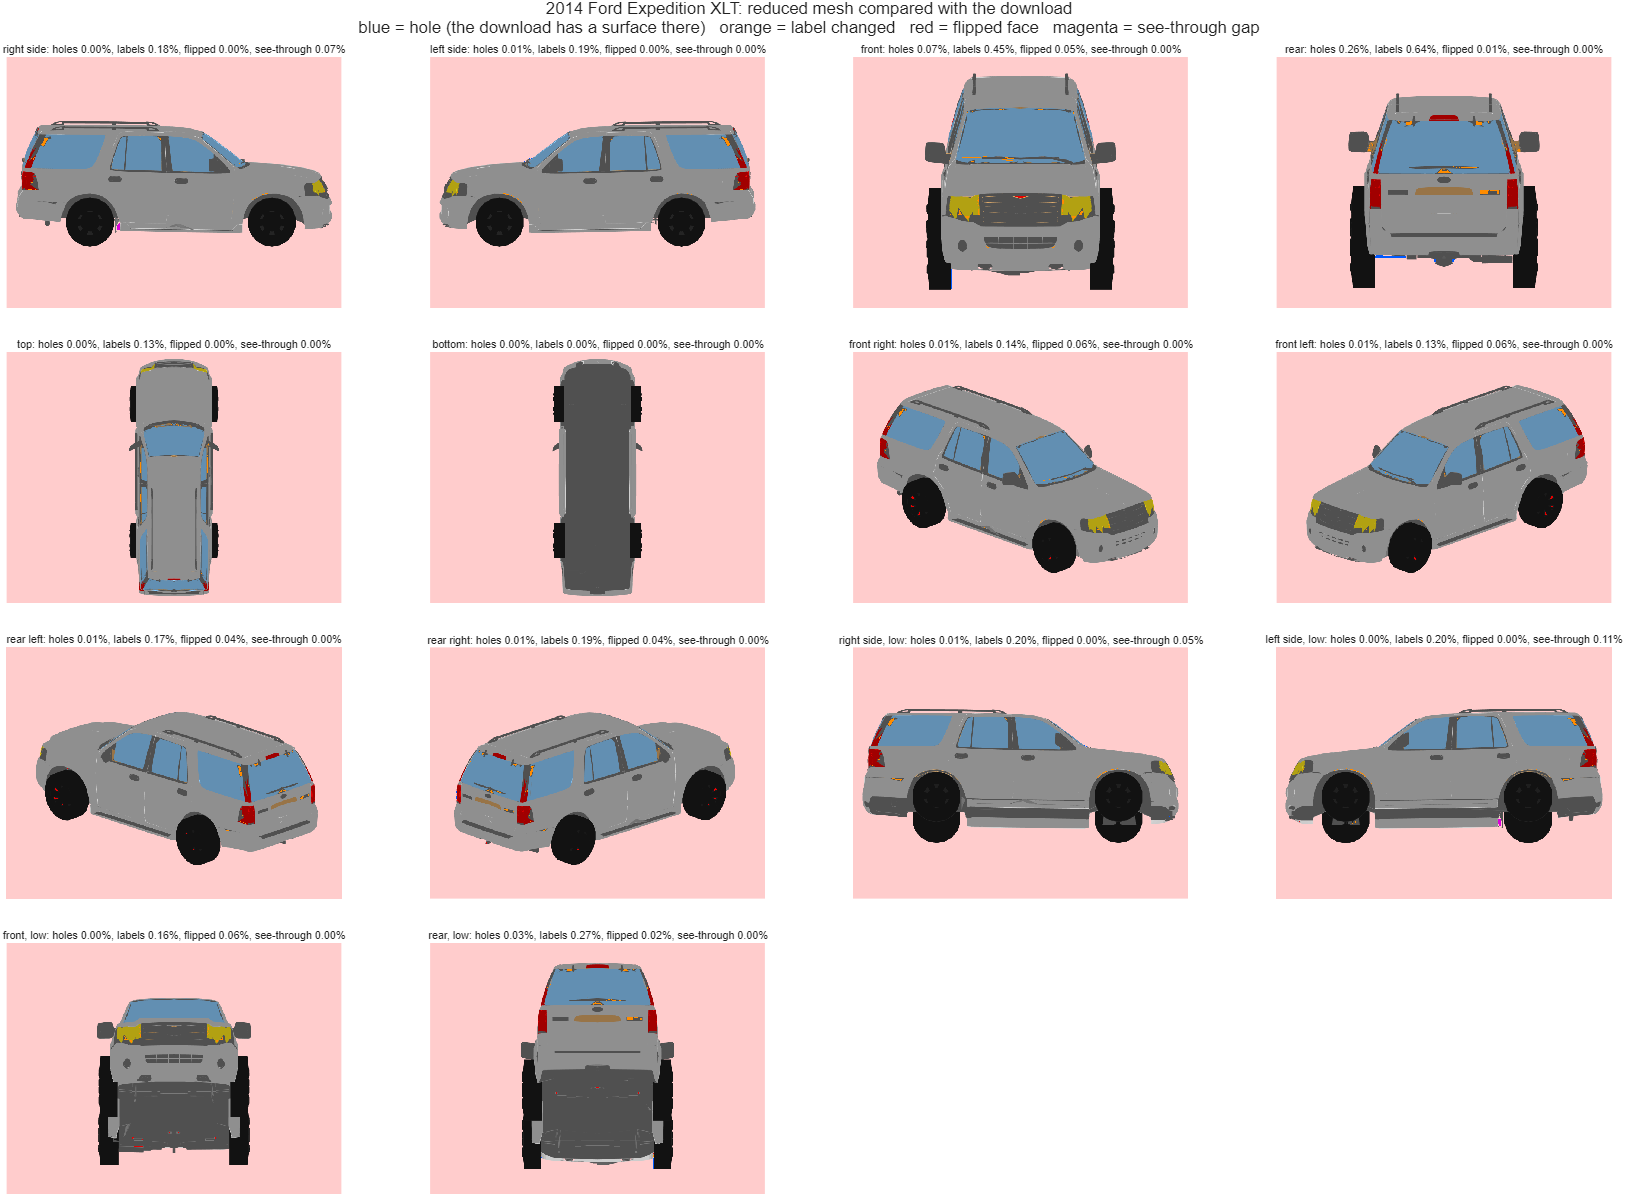 2014 Ford Expedition XLT: reduced mesh compared with the download
blue = hole (the download has a surface there)   orange = label changed   red = flipped face   magenta = see-through gap
right side: holes 0.00%, labels 0.18%, flipped 0.00%, see-through 0.07%
left side: holes 0.01%, labels 0.19%, flipped 0.00%, see-through 0.00%
front: holes 0.07%, labels 0.45%, flipped 0.05%, see-through 0.00%
rear: holes 0.26%, labels 0.64%, flipped 0.01%, see-through 0.00%
top: holes 0.00%, labels 0.13%, flipped 0.00%, see-through 0.00%
bottom: holes 0.00%, labels 0.00%, flipped 0.00%, see-through 0.00%
front right: holes 0.01%, labels 0.14%, flipped 0.06%, see-through 0.00%
front left: holes 0.01%, labels 0.13%, flipped 0.06%, see-through 0.00%
rear left: holes 0.01%, labels 0.17%, flipped 0.04%, see-through 0.00%
rear right: holes 0.01%, labels 0.19%, flipped 0.04%, see-through 0.00%
right side, low: holes 0.01%, labels 0.20%, flipped 0.00%, see-through 0.05%
left side, low: holes 0.00%, labels 0.20%, flipped 0.00%, see-through 0.11%
front, low: holes 0.00%, labels 0.16%, flipped 0.06%, see-through 0.00%
rear, low: holes 0.03%, labels 0.27%, flipped 0.02%, see-through 0.00%